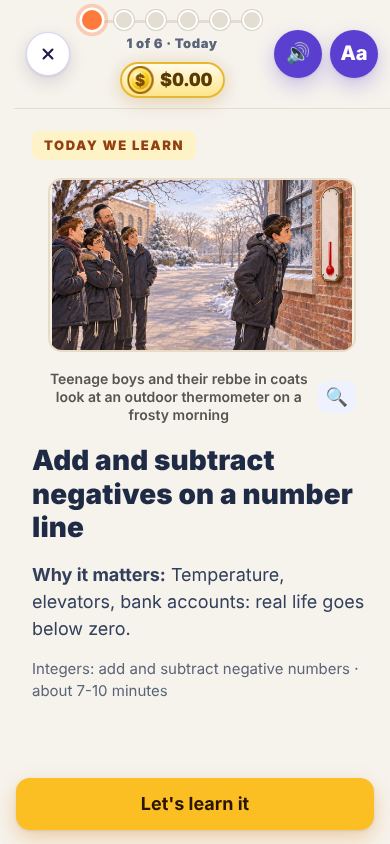 1 of 6 · Today
$ $0.00
Aa
TODAY WE LEARN
Teenage boys and their rebbe in coats
look at an outdoor thermometer on a
frosty morning
Add and subtract
negatives on a number
line
Why it matters: Temperature,
elevators, bank accounts: real life goes
below zero.
Integers: add and subtract negative numbers ·
about 7-10 minutes
Let's learn it